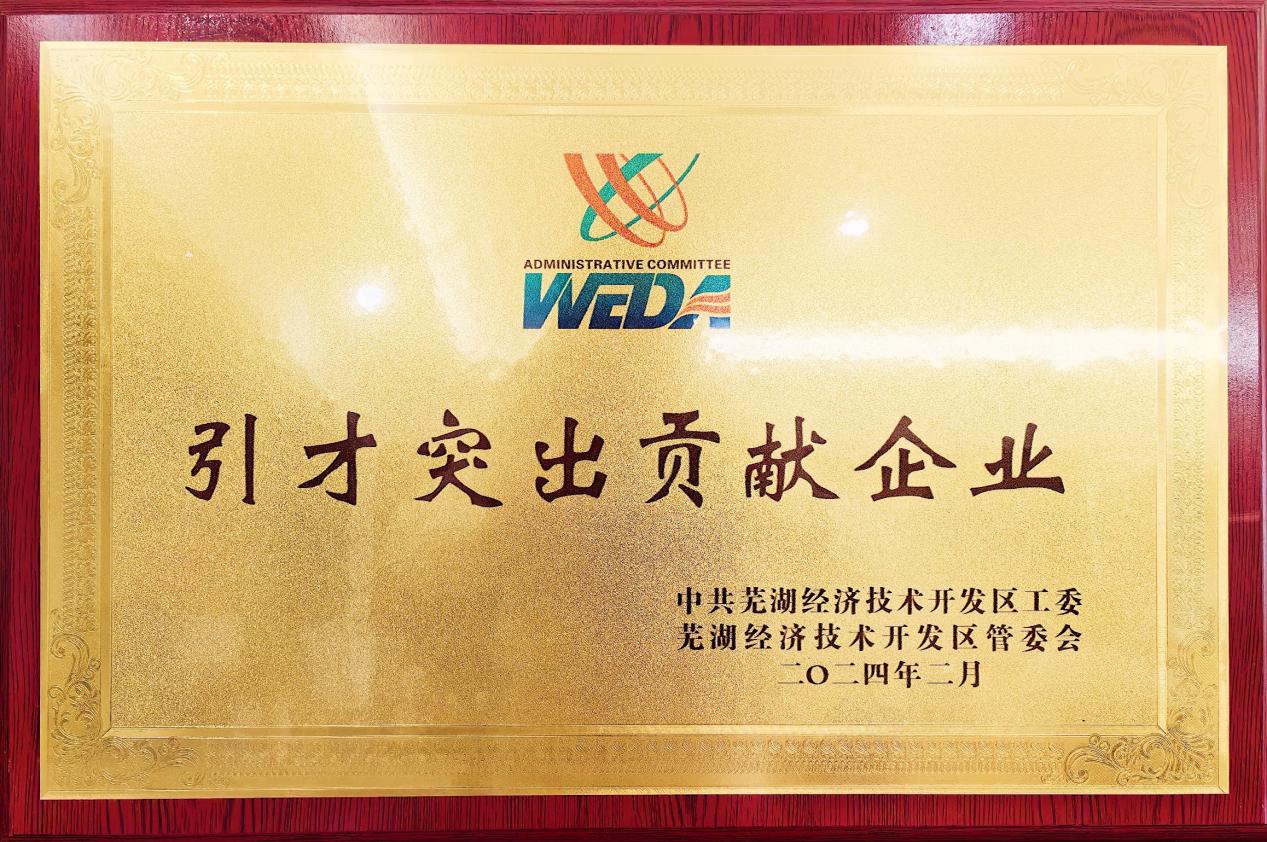 ADMINISTRATIVE COMMITTEE
WEDA
引才突出贡献企业
中共芜湖经济技术开发区工委
芜湖经济技术开发区管委会
二〇二四年二月